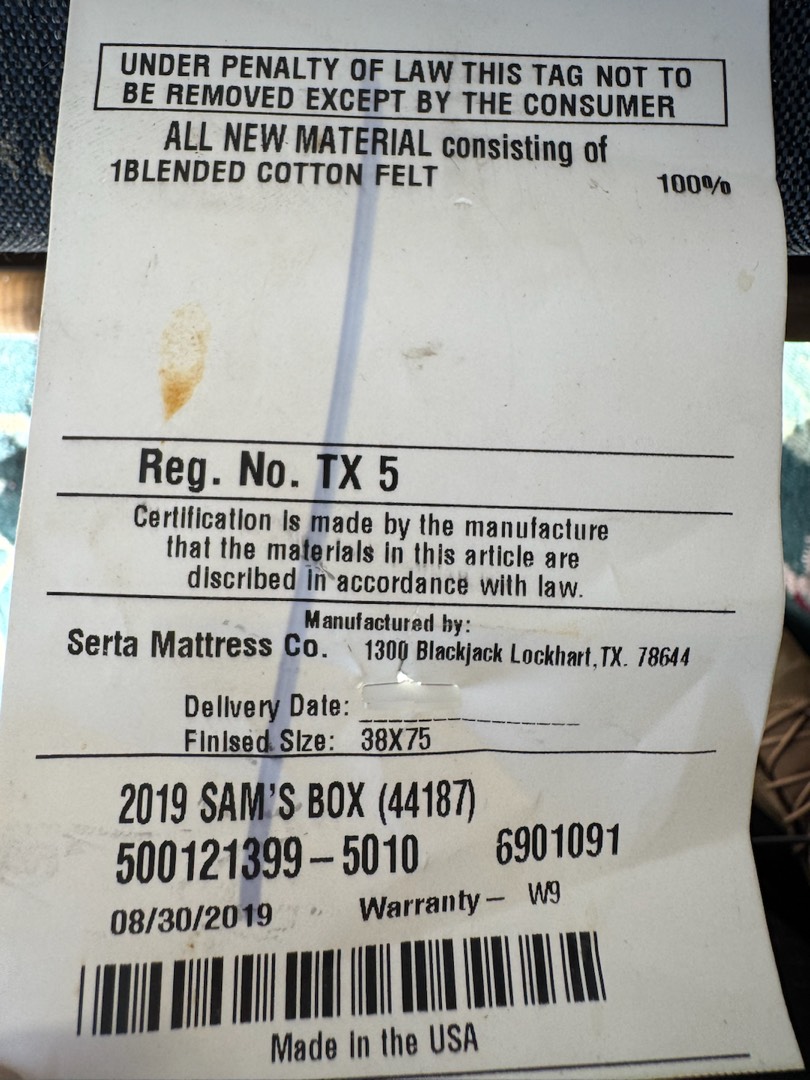 UNDER PENALTY OF LAW THIS TAG NOT TO
BE REMOVED EXCEPT BY THE CONSUMER
ALL NEW MATERIAL consisting of
1BLENDED COTTON FELT 100%
Reg. No. TX 5
Certification is made by the manufacture
that the materials in this article are
discribed in accordance with law.
Manufactured by:
Serta Mattress Co. 1300 Blackjack Lockhart,TX. 78644
Delivery Date:
Finised Size: 38X75
2019 SAM'S BOX (44187)
500121399-5010 6901091
08/30/2019 Warranty- W9
Made in the USA